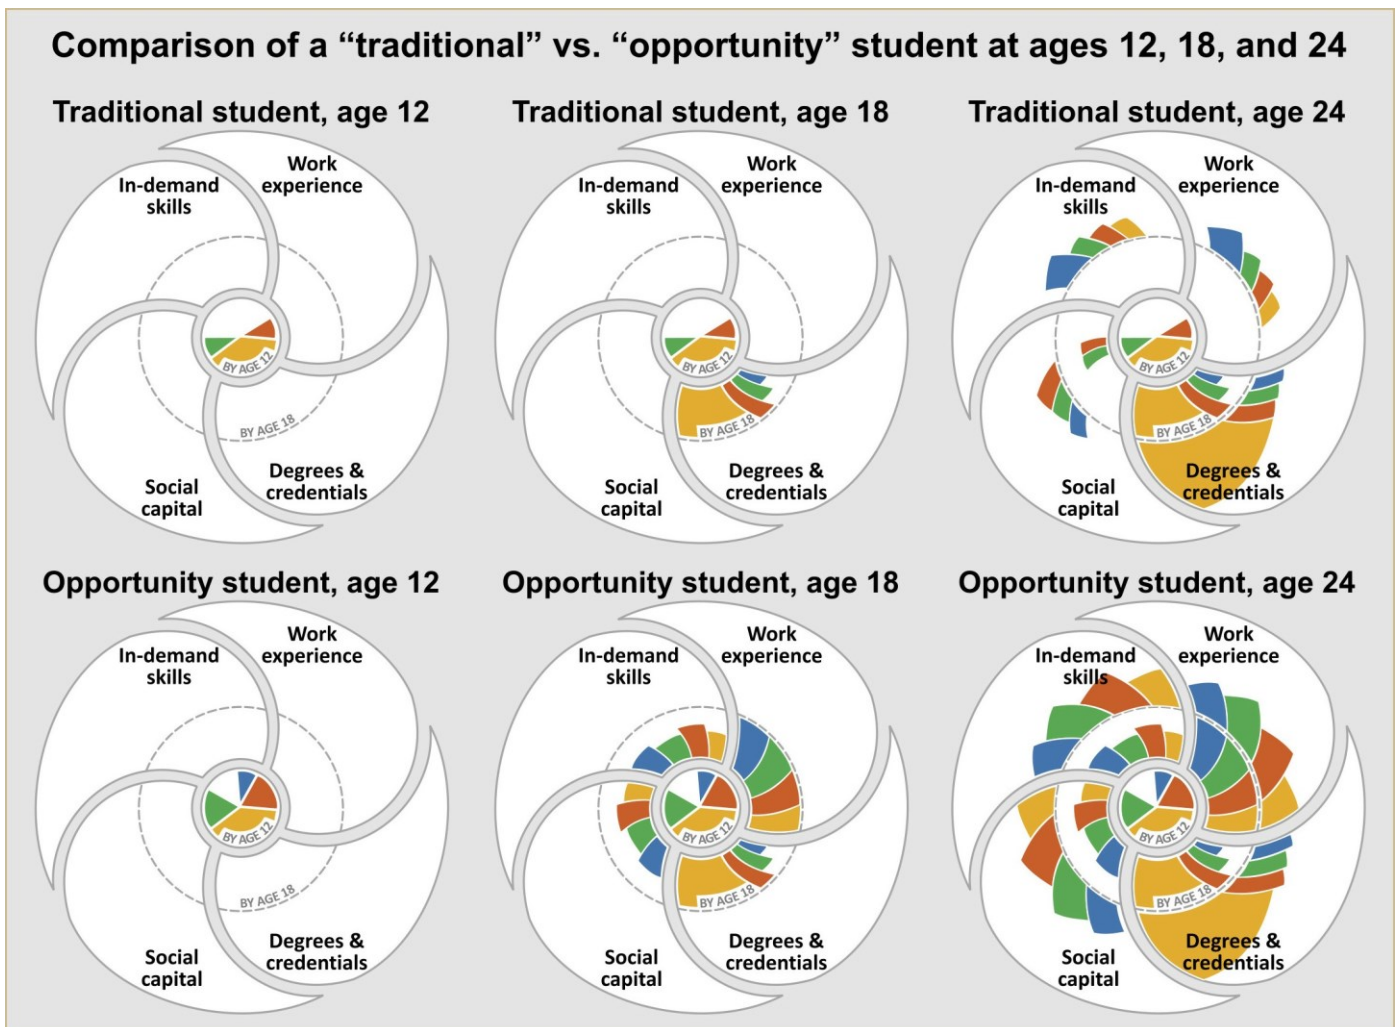 Comparison of a “traditional” vs. “opportunity” student at ages 12, 18, and 24
Traditional student, age 12
In-demand
skills
Work
experience
BY AGE 12
BY AGE 18
Social
capital
Degrees &
credentials
Traditional student, age 18
In-demand
skills
Work
experience
BY AGE 12
BY AGE 18
Social
capital
Degrees &
credentials
Traditional student, age 24
In-demand
skills
Work
experience
BY AGE 12
BY AGE 18
Social
capital
Degrees &
credentials
Opportunity student, age 12
In-demand
skills
Work
experience
BY AGE 12
BY AGE 18
Social
capital
Degrees &
credentials
Opportunity student, age 18
In-demand
skills
Work
experience
BY AGE 12
BY AGE 18
Social
capital
Degrees &
credentials
Opportunity student, age 24
In-demand
skills
Work
experience
BY AGE 12
BY AGE 18
Social
capital
Degrees &
credentials